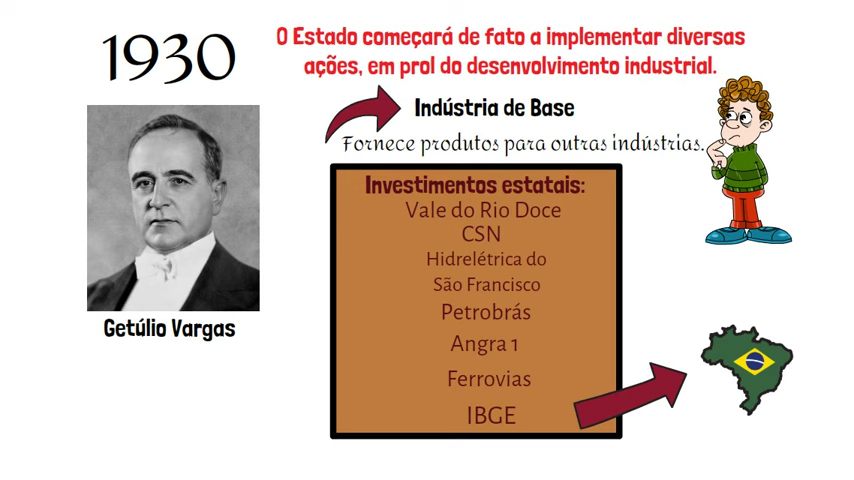 1930
O Estado começará de fato a implementar diversas
ações, em prol do desenvolvimento industrial.
Indústria de Base
Fornece produtos para outras indústrias.
Investimentos estatais:
Vale do Rio Doce
CSN
Hidrelétrica do
São Francisco
Petrobrás
Angra 1
Ferrovias
IBGE
Getúlio Vargas